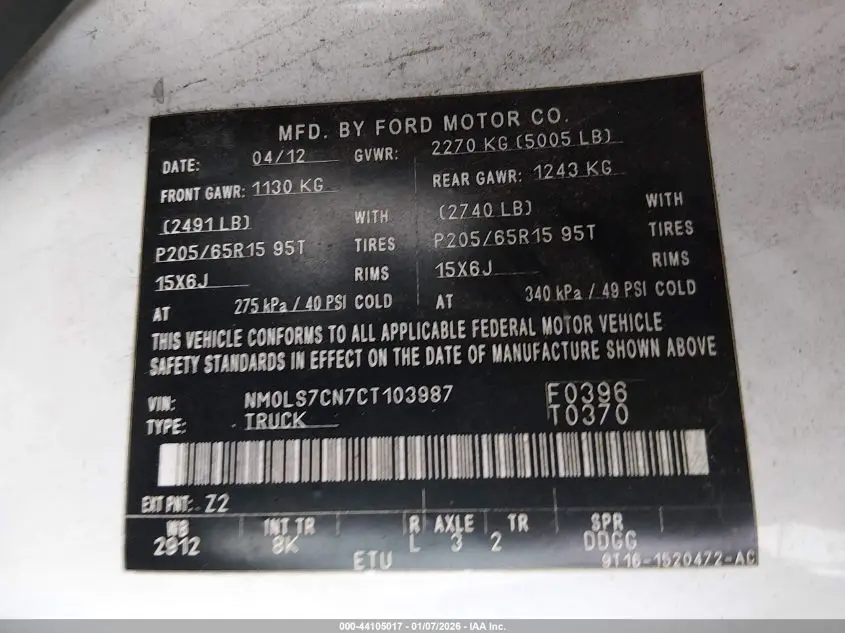 MFD. BY FORD MOTOR CO.
DATE: 04/12 GVWR: 2270 KG (5005 LB)
FRONT GAWR: 1130 KG REAR GAWR: 1243 KG
(2491 LB) WITH (2740 LB) WITH
P205/65R15 95T TIRES P205/65R15 95T TIRES
15X6J RIMS 15X6J RIMS
AT 275 kPa / 40 PSI COLD AT 340 kPa / 49 PSI COLD
THIS VEHICLE CONFORMS TO ALL APPLICABLE FEDERAL MOTOR VEHICLE
SAFETY STANDARDS IN EFFECT ON THE DATE OF MANUFACTURE SHOWN ABOVE
VIN: NM0LS7CN7CT103987 F0396
TYPE: TRUCK T0370
EXT PNT: Z2
WB INT TR R AXLE TR SPR
2912 8K L 3 2 DDGG
ETU 9T16-1520472-AC
000-44105017 - 01/07/2026 - IAA Inc.